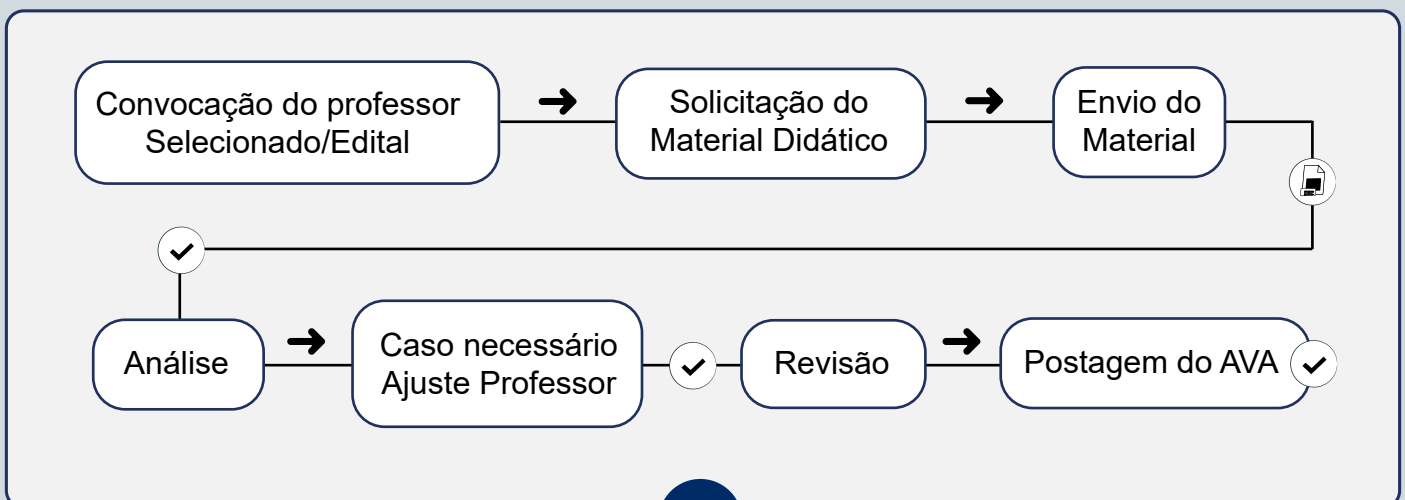 Convocação do professor
Selecionado/Edital
Solicitação do
Material Didático
Envio do
Material
Análise
Caso necessário
Ajuste Professor
Revisão
Postagem do AVA